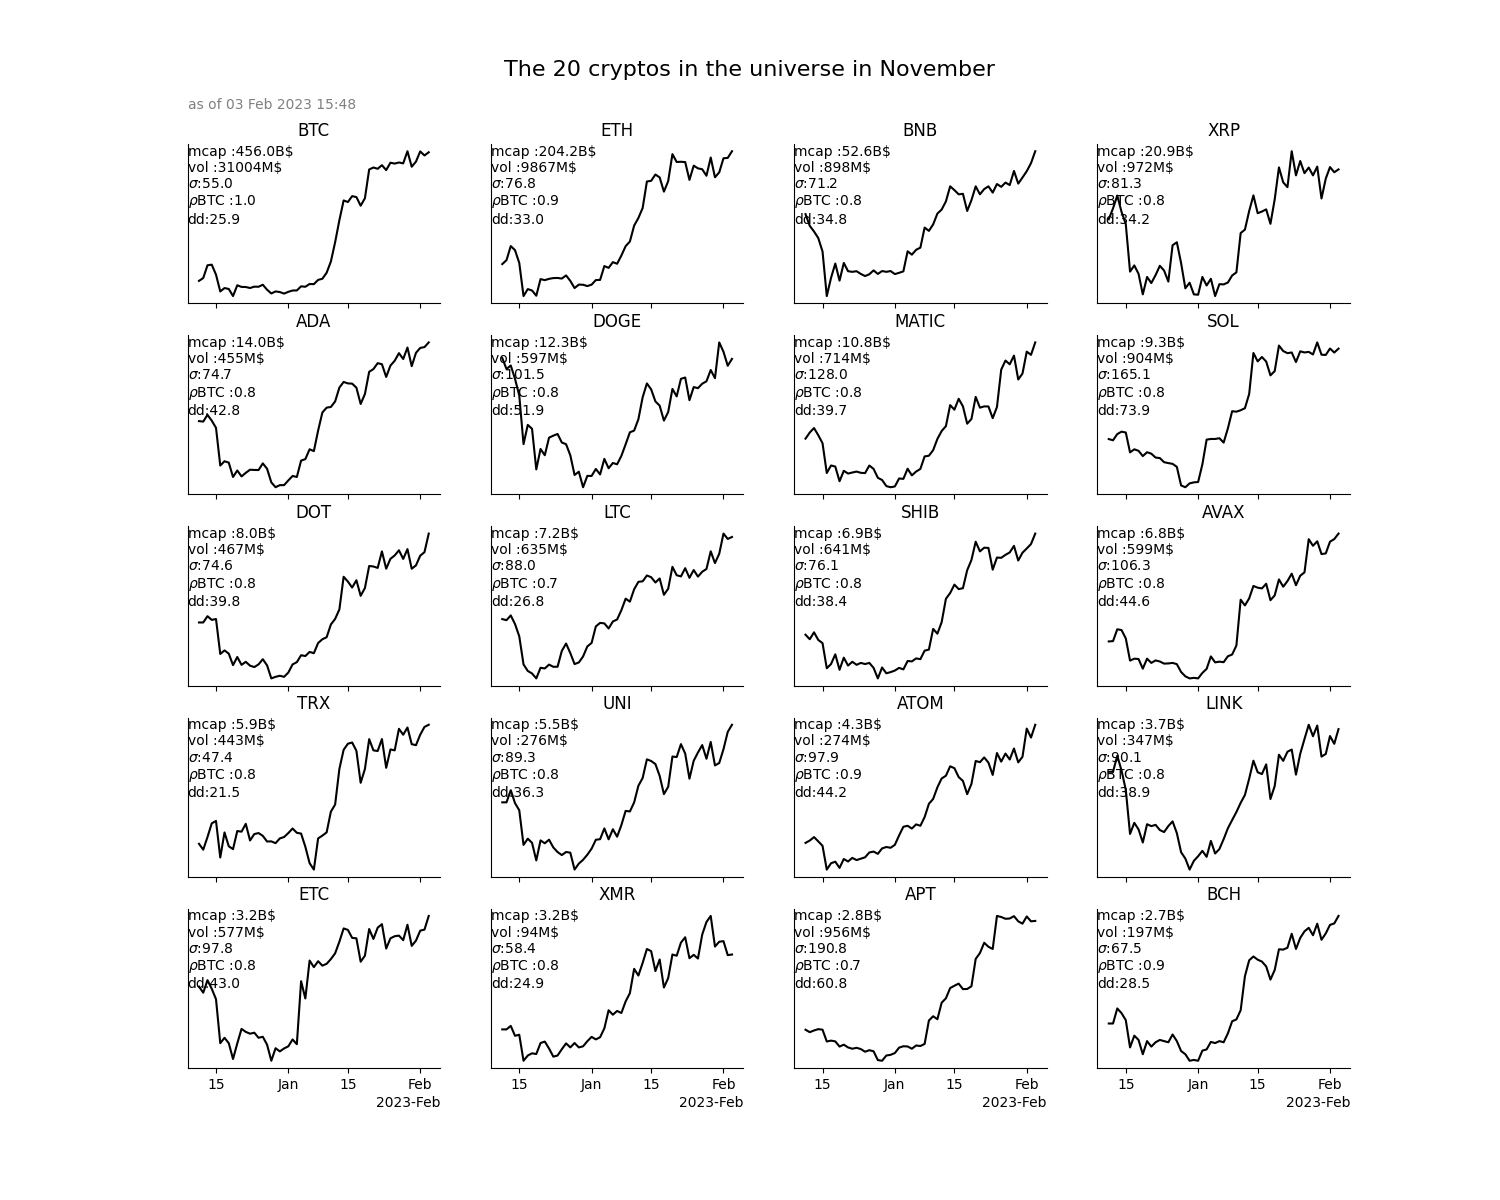 The 20 cryptos in the universe in November
as of 03 Feb 2023 15:48
BTC
mcap :456.0B$
vol :31004M$
σ:55.0
ρBTC :1.0
dd:25.9
ETH
mcap :204.2B$
vol :9867M$
σ:76.8
ρBTC :0.9
dd:33.0
BNB
mcap :52.6B$
vol :898M$
σ:71.2
ρBTC :0.8
dd:34.8
XRP
mcap :20.9B$
vol :972M$
σ:81.3
ρBTC :0.8
dd:34.2
ADA
mcap :14.0B$
vol :455M$
σ:74.7
ρBTC :0.8
dd:42.8
DOGE
mcap :12.3B$
vol :597M$
σ:101.5
ρBTC :0.8
dd:51.9
MATIC
mcap :10.8B$
vol :714M$
σ:128.0
ρBTC :0.8
dd:39.7
SOL
mcap :9.3B$
vol :904M$
σ:165.1
ρBTC :0.8
dd:73.9
DOT
mcap :8.0B$
vol :467M$
σ:74.6
ρBTC :0.8
dd:39.8
LTC
mcap :7.2B$
vol :635M$
σ:88.0
ρBTC :0.7
dd:26.8
SHIB
mcap :6.9B$
vol :641M$
σ:76.1
ρBTC :0.8
dd:38.4
AVAX
mcap :6.8B$
vol :599M$
σ:106.3
ρBTC :0.8
dd:44.6
TRX
mcap :5.9B$
vol :443M$
σ:47.4
ρBTC :0.8
dd:21.5
UNI
mcap :5.5B$
vol :276M$
σ:89.3
ρBTC :0.8
dd:36.3
ATOM
mcap :4.3B$
vol :274M$
σ:97.9
ρBTC :0.9
dd:44.2
LINK
mcap :3.7B$
vol :347M$
σ:90.1
ρBTC :0.8
dd:38.9
ETC
mcap :3.2B$
vol :577M$
σ:97.8
ρBTC :0.8
dd:43.0
XMR
mcap :3.2B$
vol :94M$
σ:58.4
ρBTC :0.8
dd:24.9
APT
mcap :2.8B$
vol :956M$
σ:190.8
ρBTC :0.7
dd:60.8
BCH
mcap :2.7B$
vol :197M$
σ:67.5
ρBTC :0.9
dd:28.5
15 Jan 15 Feb
2023-Feb
15 Jan 15 Feb
2023-Feb
15 Jan 15 Feb
2023-Feb
15 Jan 15 Feb
2023-Feb